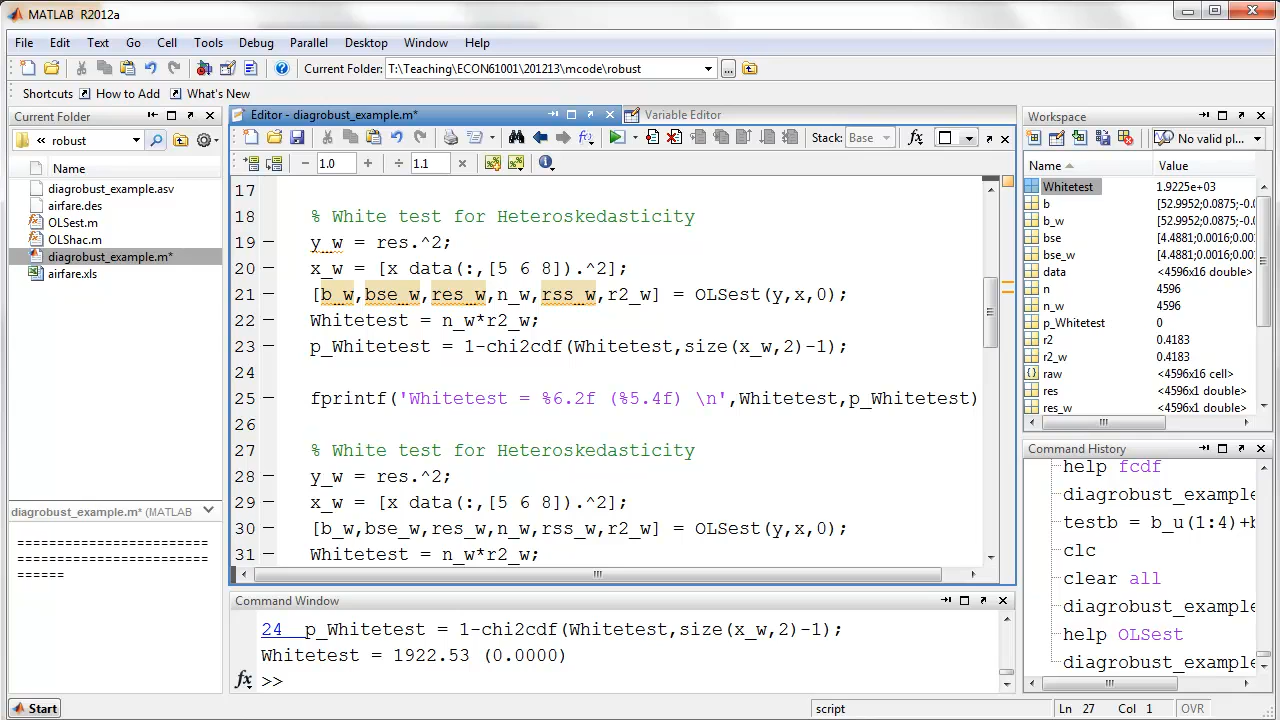 MATLAB R2012a
File Edit Text Go Cell Tools Debug Parallel Desktop Window Help
Current Folder: T:\Teaching\ECON61001\201213\mcode\robust
Shortcuts How to Add What's New
Current Folder
« robust
Name
diagrobust_example.asv
airfare.des
OLSest.m
OLShac.m
diagrobust_example.m*
airfare.xls
diagrobust_example.m* (MATLAB
========================
========================
======
Start
Editor - diagrobust_example.m*
Variable Editor
Stack: Base
fx
− 1.0 + ÷ 1.1 ×
17
18 % White test for Heteroskedasticity
19 – y_w = res.^2;
20 – x_w = [x data(:,[5 6 8]).^2];
21 – [b_w,bse_w,res_w,n_w,rss_w,r2_w] = OLSest(y,x,0);
22 – Whitetest = n_w*r2_w;
23 – p_Whitetest = 1-chi2cdf(Whitetest,size(x_w,2)-1);
24
25 – fprintf('Whitetest = %6.2f (%5.4f) \n',Whitetest,p_Whitetest)
26
27 % White test for Heteroskedasticity
28 – y_w = res.^2;
29 – x_w = [x data(:,[5 6 8]).^2];
30 – [b_w,bse_w,res_w,n_w,rss_w,r2_w] = OLSest(y,x,0);
31 – Whitetest = n_w*r2_w;
Command Window
24 p_Whitetest = 1-chi2cdf(Whitetest,size(x_w,2)-1);
Whitetest = 1922.53 (0.0000)
fx >>
Workspace
No valid pl...
Name Value
Whitetest 1.9225e+03
b [52.9952;0.0875;-0.
b_w [52.9952;0.0875;-0.
bse [4.4881;0.0016;0.00
bse_w [4.4881;0.0016;0.00
data <4596x16 double>
n 4596
n_w 4596
p_Whitetest 0
r2 0.4183
r2_w 0.4183
raw <4596x16 cell>
res <4596x1 double>
res_w <4596x1 double>
Command History
help fcdf
diagrobust_example
testb = b_u(1:4)+b
clc
clear all
diagrobust_example
help OLSest
diagrobust_example
script
Ln 27 Col 1 OVR